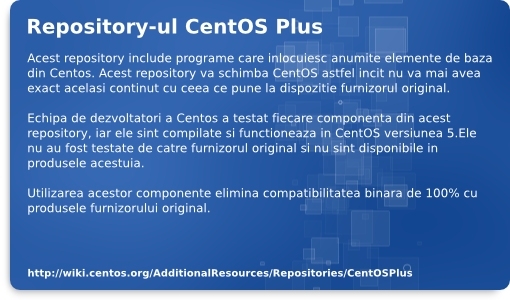 Repository-ul CentOS Plus
Acest repository include programe care inlocuiesc anumite elemente de baza
din Centos. Acest repository va schimba CentOS astfel incit nu va mai avea
exact acelasi continut cu ceea ce pune la dispozitie furnizorul original.
Echipa de dezvoltatori a Centos a testat fiecare componenta din acest
repository, iar ele sint compilate si functioneaza in CentOS versiunea 5.Ele
nu au fost testate de catre furnizorul original si nu sint disponibile in
produsele acestuia.
Utilizarea acestor componente elimina compatibilitatea binara de 100% cu
produsele furnizorului original.
http://wiki.centos.org/AdditionalResources/Repositories/CentOSPlus